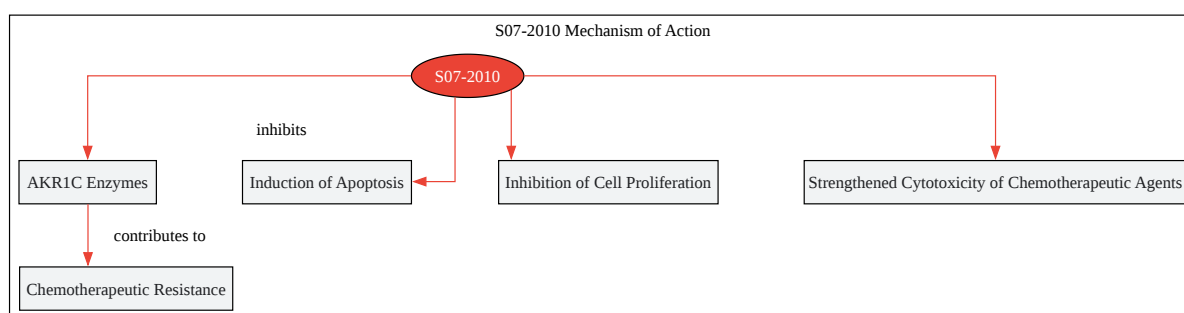 S07-2010 Mechanism of Action
S07-2010
inhibits
AKR1C Enzymes
Induction of Apoptosis
Inhibition of Cell Proliferation
Strengthened Cytotoxicity of Chemotherapeutic Agents
contributes to
Chemotherapeutic Resistance